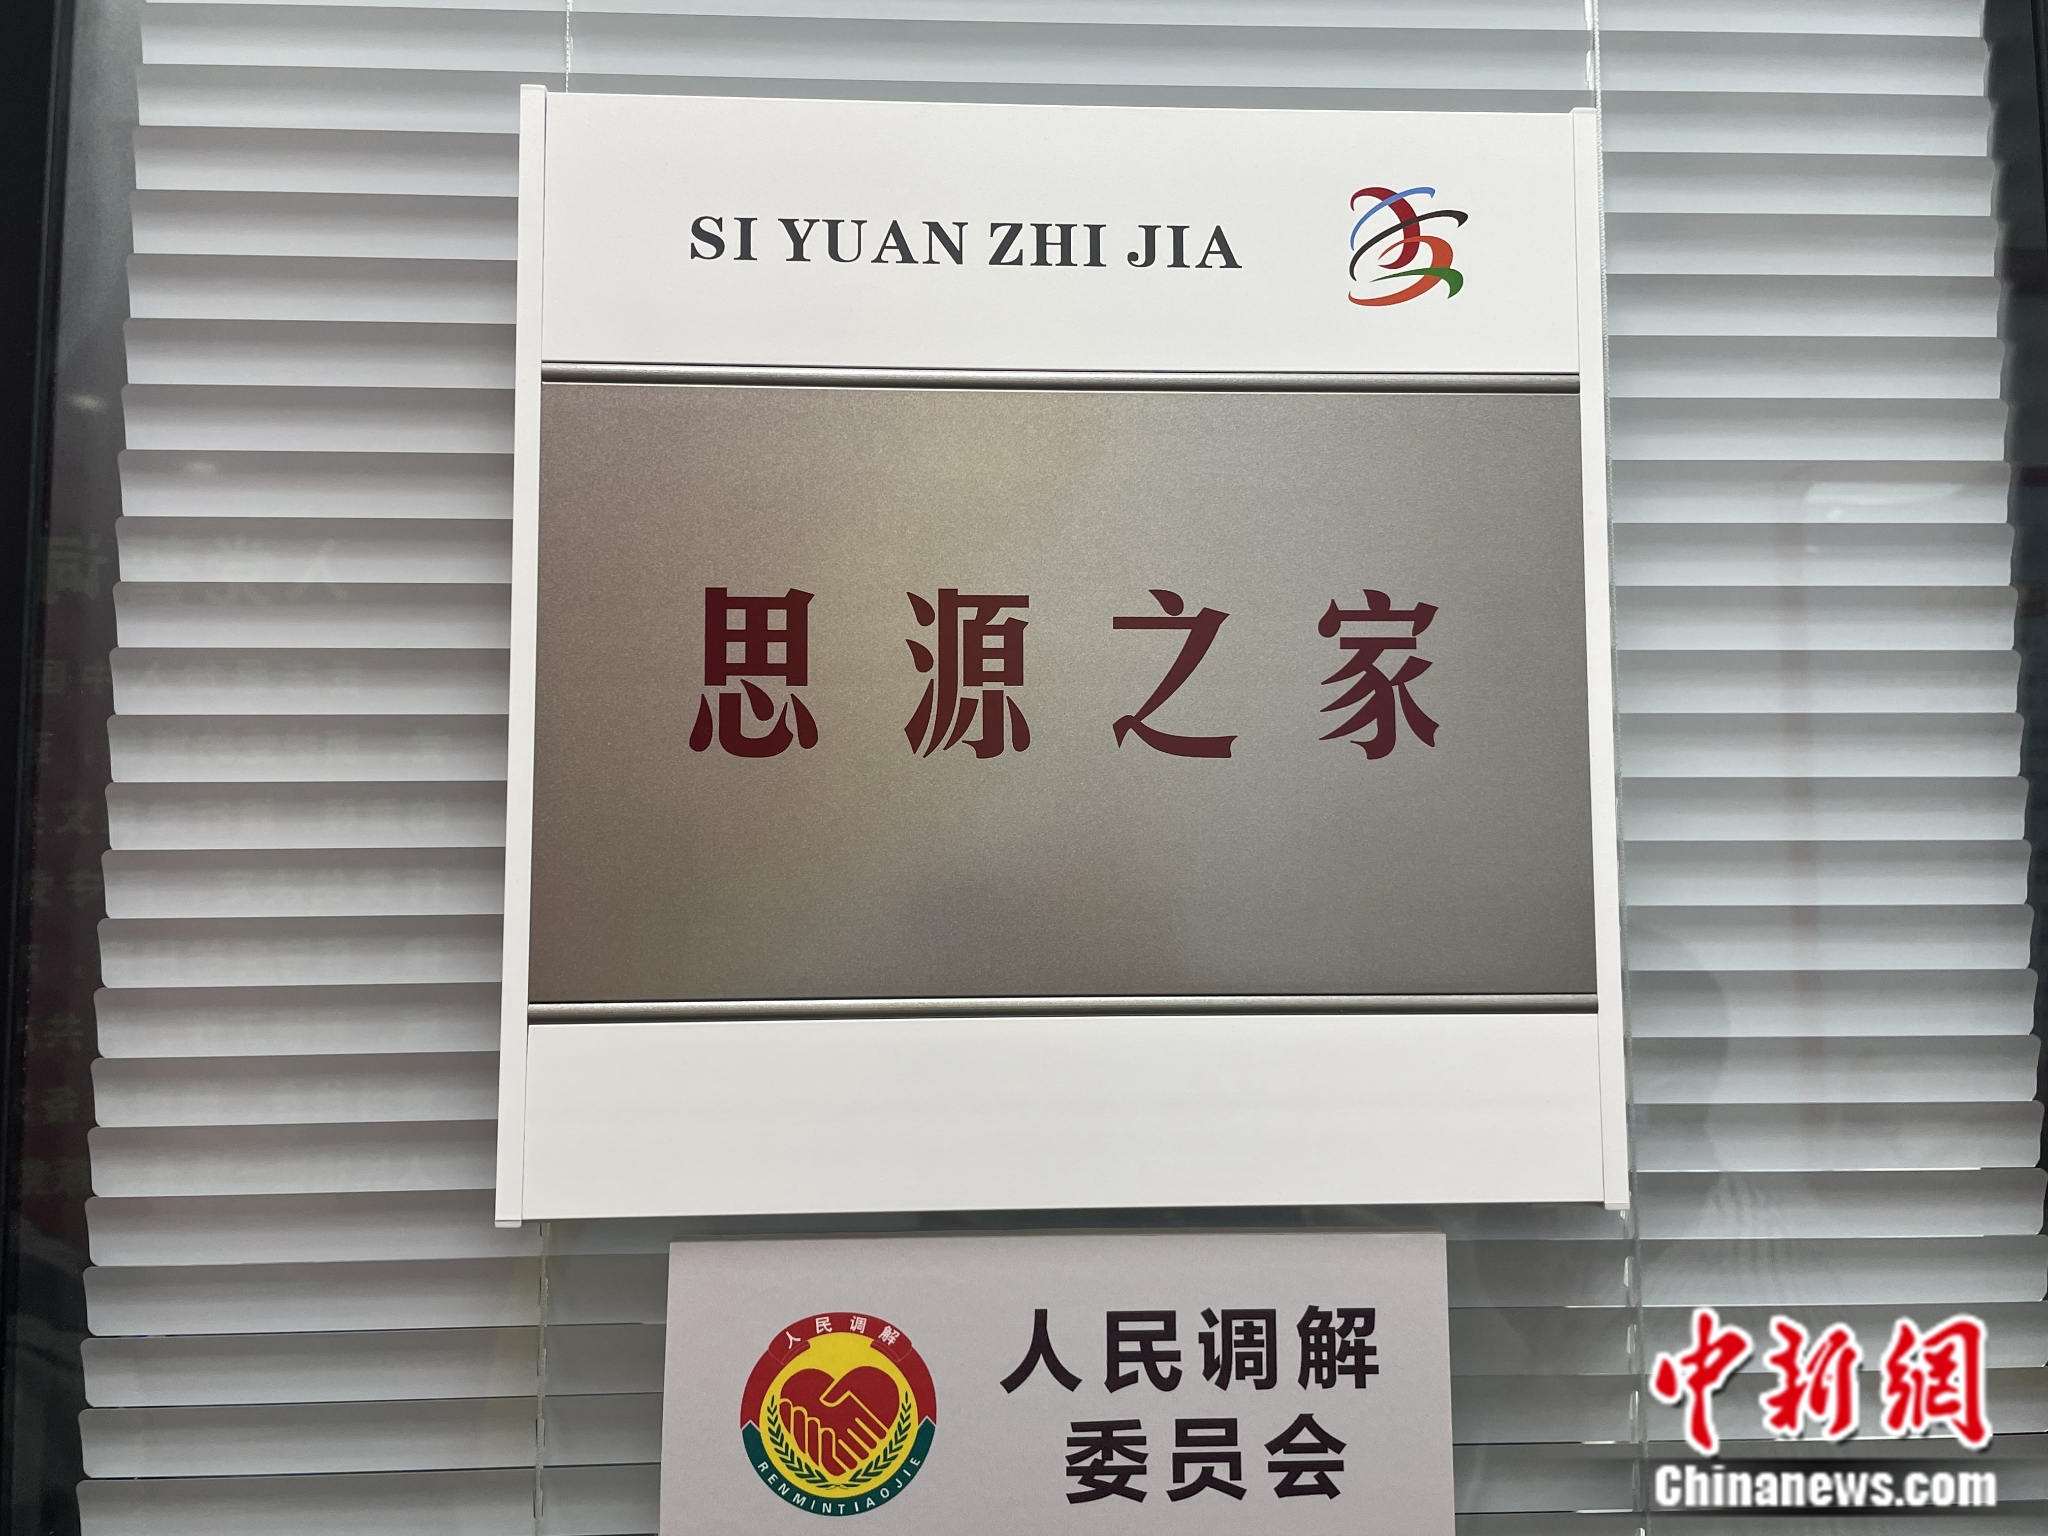 SI YUAN ZHI JIA
思源之家
人民调解
RENMINTIAOJIE
人民调解
委员会
中新網
Chinanews.com